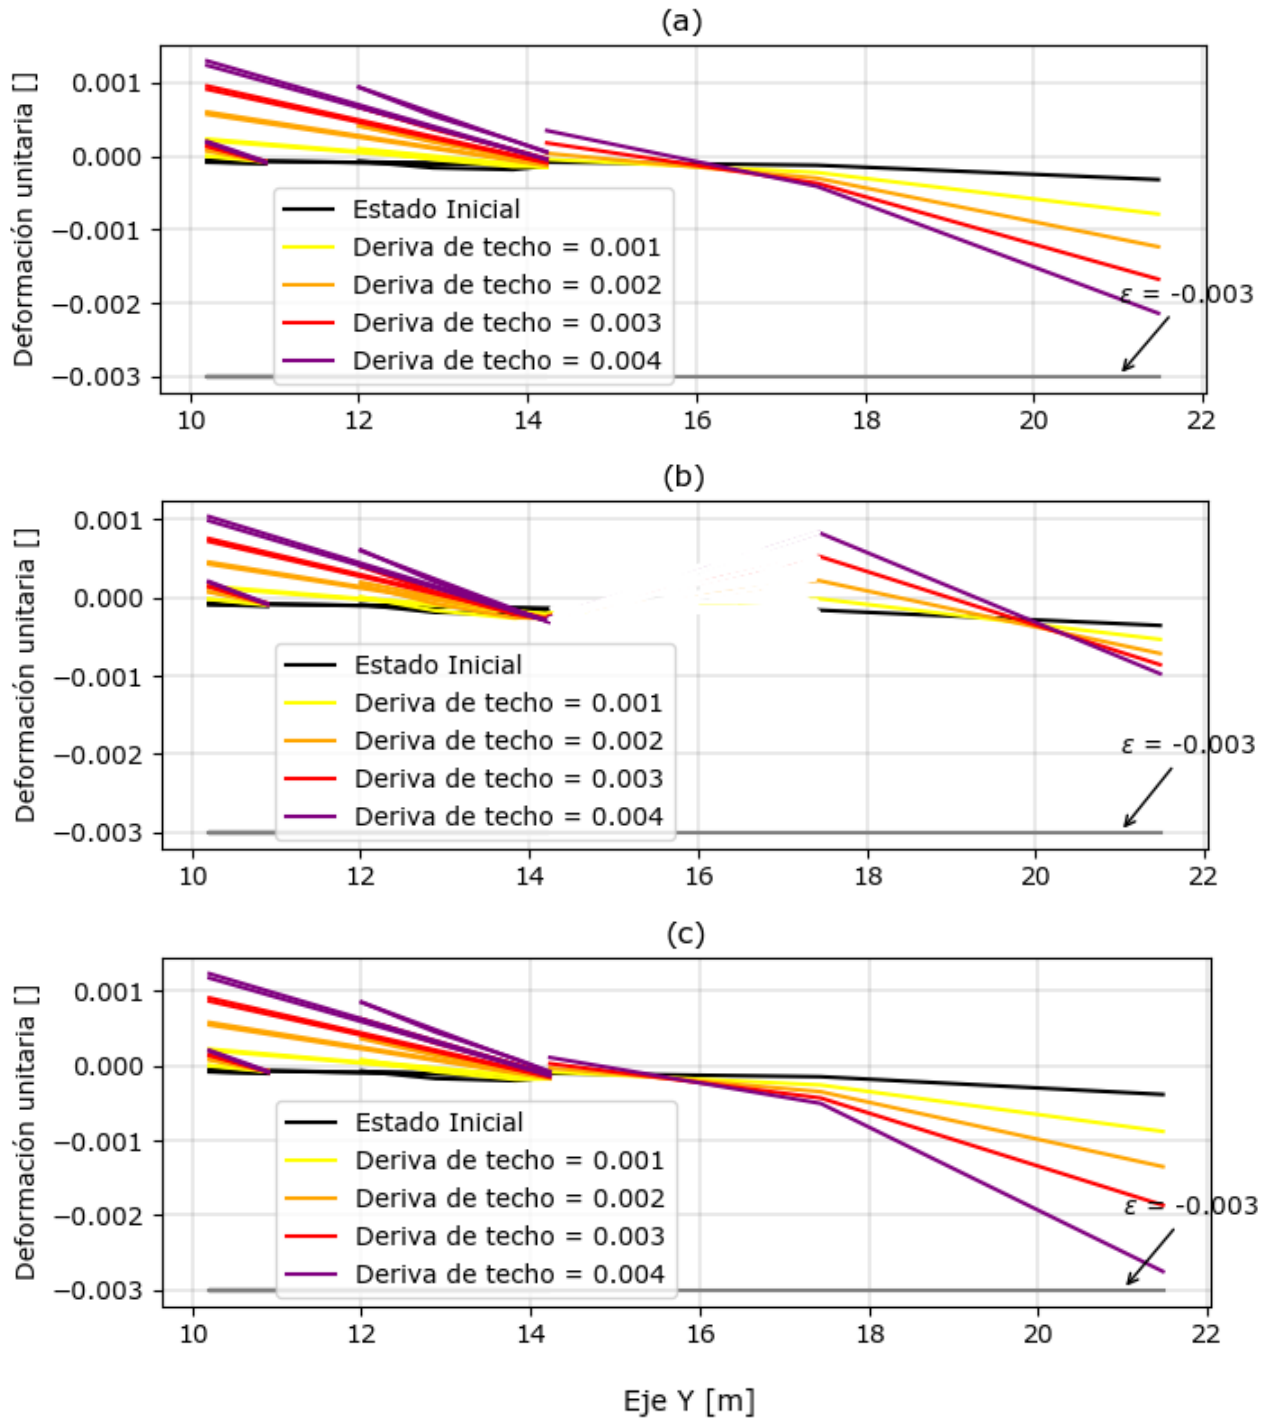 (a)
Deformación unitaria []
0.001
0.000
−0.001
−0.002
−0.003
Estado Inicial
Deriva de techo = 0.001
Deriva de techo = 0.002
Deriva de techo = 0.003
Deriva de techo = 0.004
ε = -0.003
10 12 14 16 18 20 22
(b)
Deformación unitaria []
0.001
0.000
−0.001
−0.002
−0.003
Estado Inicial
Deriva de techo = 0.001
Deriva de techo = 0.002
Deriva de techo = 0.003
Deriva de techo = 0.004
ε = -0.003
10 12 14 16 18 20 22
(c)
Deformación unitaria []
0.001
0.000
−0.001
−0.002
−0.003
Estado Inicial
Deriva de techo = 0.001
Deriva de techo = 0.002
Deriva de techo = 0.003
Deriva de techo = 0.004
ε = -0.003
10 12 14 16 18 20 22
Eje Y [m]